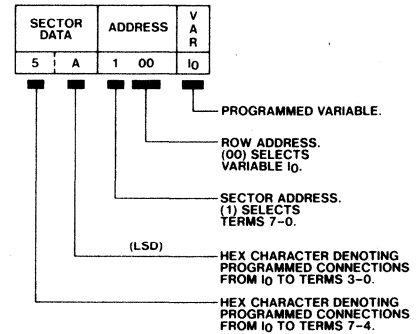 SECTOR DATA
ADDRESS
VAR
5 A 1 00 I0
PROGRAMMED VARIABLE.
ROW ADDRESS.
(00) SELECTS
VARIABLE I0.
SECTOR ADDRESS.
(1) SELECTS
TERMS 7-0.
(LSD)
HEX CHARACTER DENOTING
PROGRAMMED CONNECTIONS
FROM I0 TO TERMS 3-0.
HEX CHARACTER DENOTING
PROGRAMMED CONNECTIONS
FROM I0 TO TERMS 7-4.